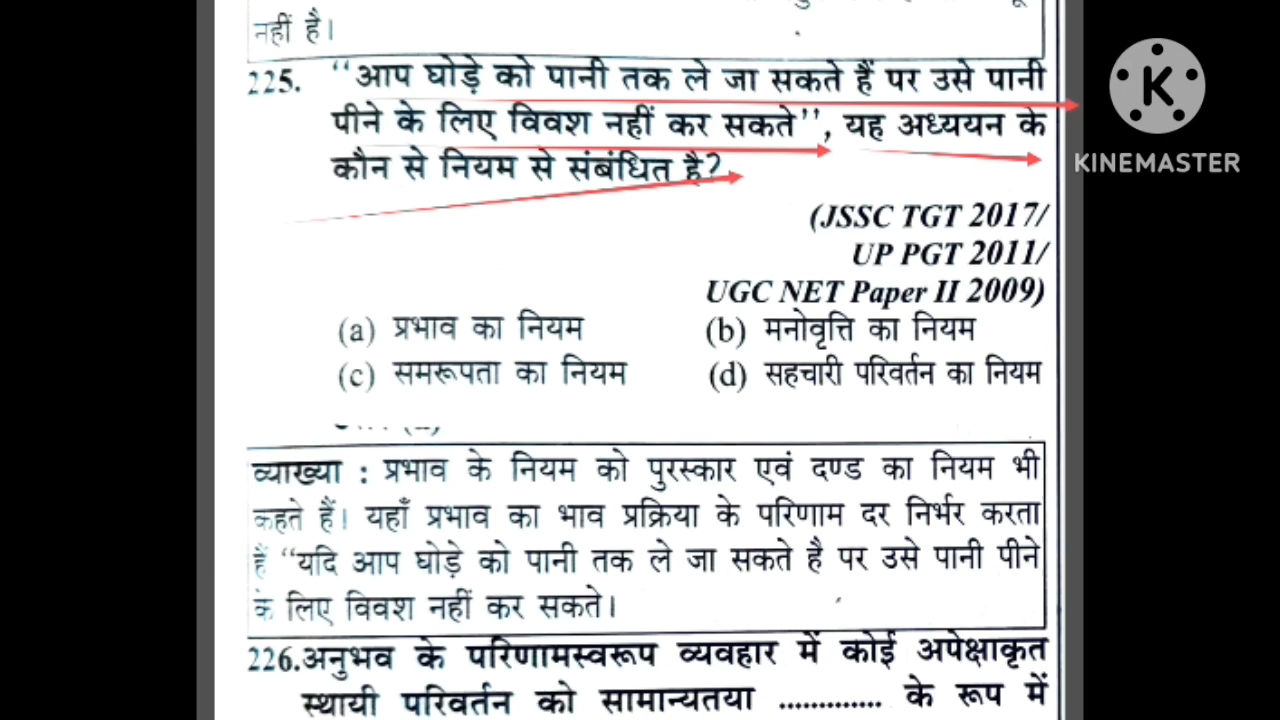 नहीं है।
225. "आप घोड़े को पानी तक ले जा सकते हैं पर उसे पानी
पीने के लिए विवश नहीं कर सकते", यह अध्ययन के
कौन से नियम से संबंधित है?
(JSSC TGT 2017/
UP PGT 2011/
UGC NET Paper II 2009)
(a) प्रभाव का नियम (b) मनोवृत्ति का नियम
(c) समरूपता का नियम (d) सहचारी परिवर्तन का नियम
व्याख्या : प्रभाव के नियम को पुरस्कार एवं दण्ड का नियम भी
कहते हैं। यहाँ प्रभाव का भाव प्रक्रिया के परिणाम दर निर्भर करता
हैं "यदि आप घोड़े को पानी तक ले जा सकते है पर उसे पानी पीने
के लिए विवश नहीं कर सकते।
226.अनुभव के परिणामस्वरूप व्यवहार में कोई अपेक्षाकृत
स्थायी परिवर्तन को सामान्यतया ............. के रूप में
K
KINEMASTER